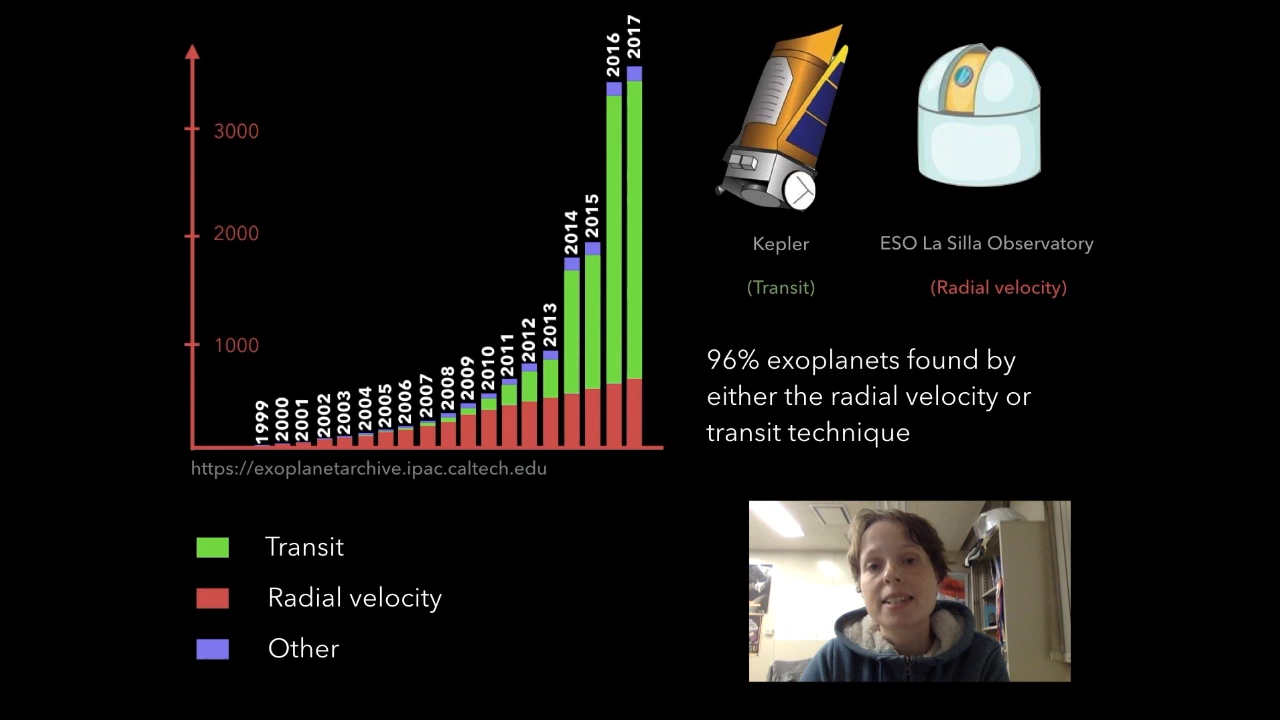 3000
2000
1000
1999
2000
2001
2002
2003
2004
2005
2006
2007
2008
2009
2010
2011
2012
2013
2014
2015
2016
2017
https://exoplanetarchive.ipac.caltech.edu
Transit
Radial velocity
Other
Kepler
(Transit)
ESO La Silla Observatory
(Radial velocity)
96% exoplanets found by
either the radial velocity or
transit technique